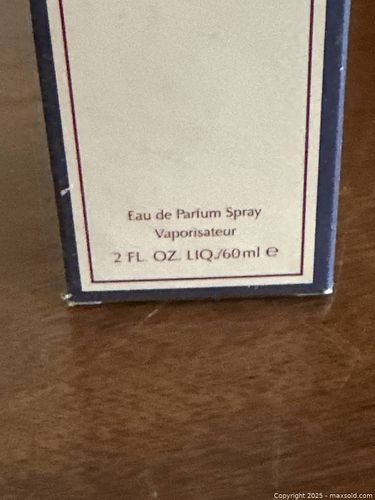 Eau de Parfum Spray
Vaporisateur
2 FL. OZ. LIQ./60ml ℮
Copyright 2025 - maxsold.com